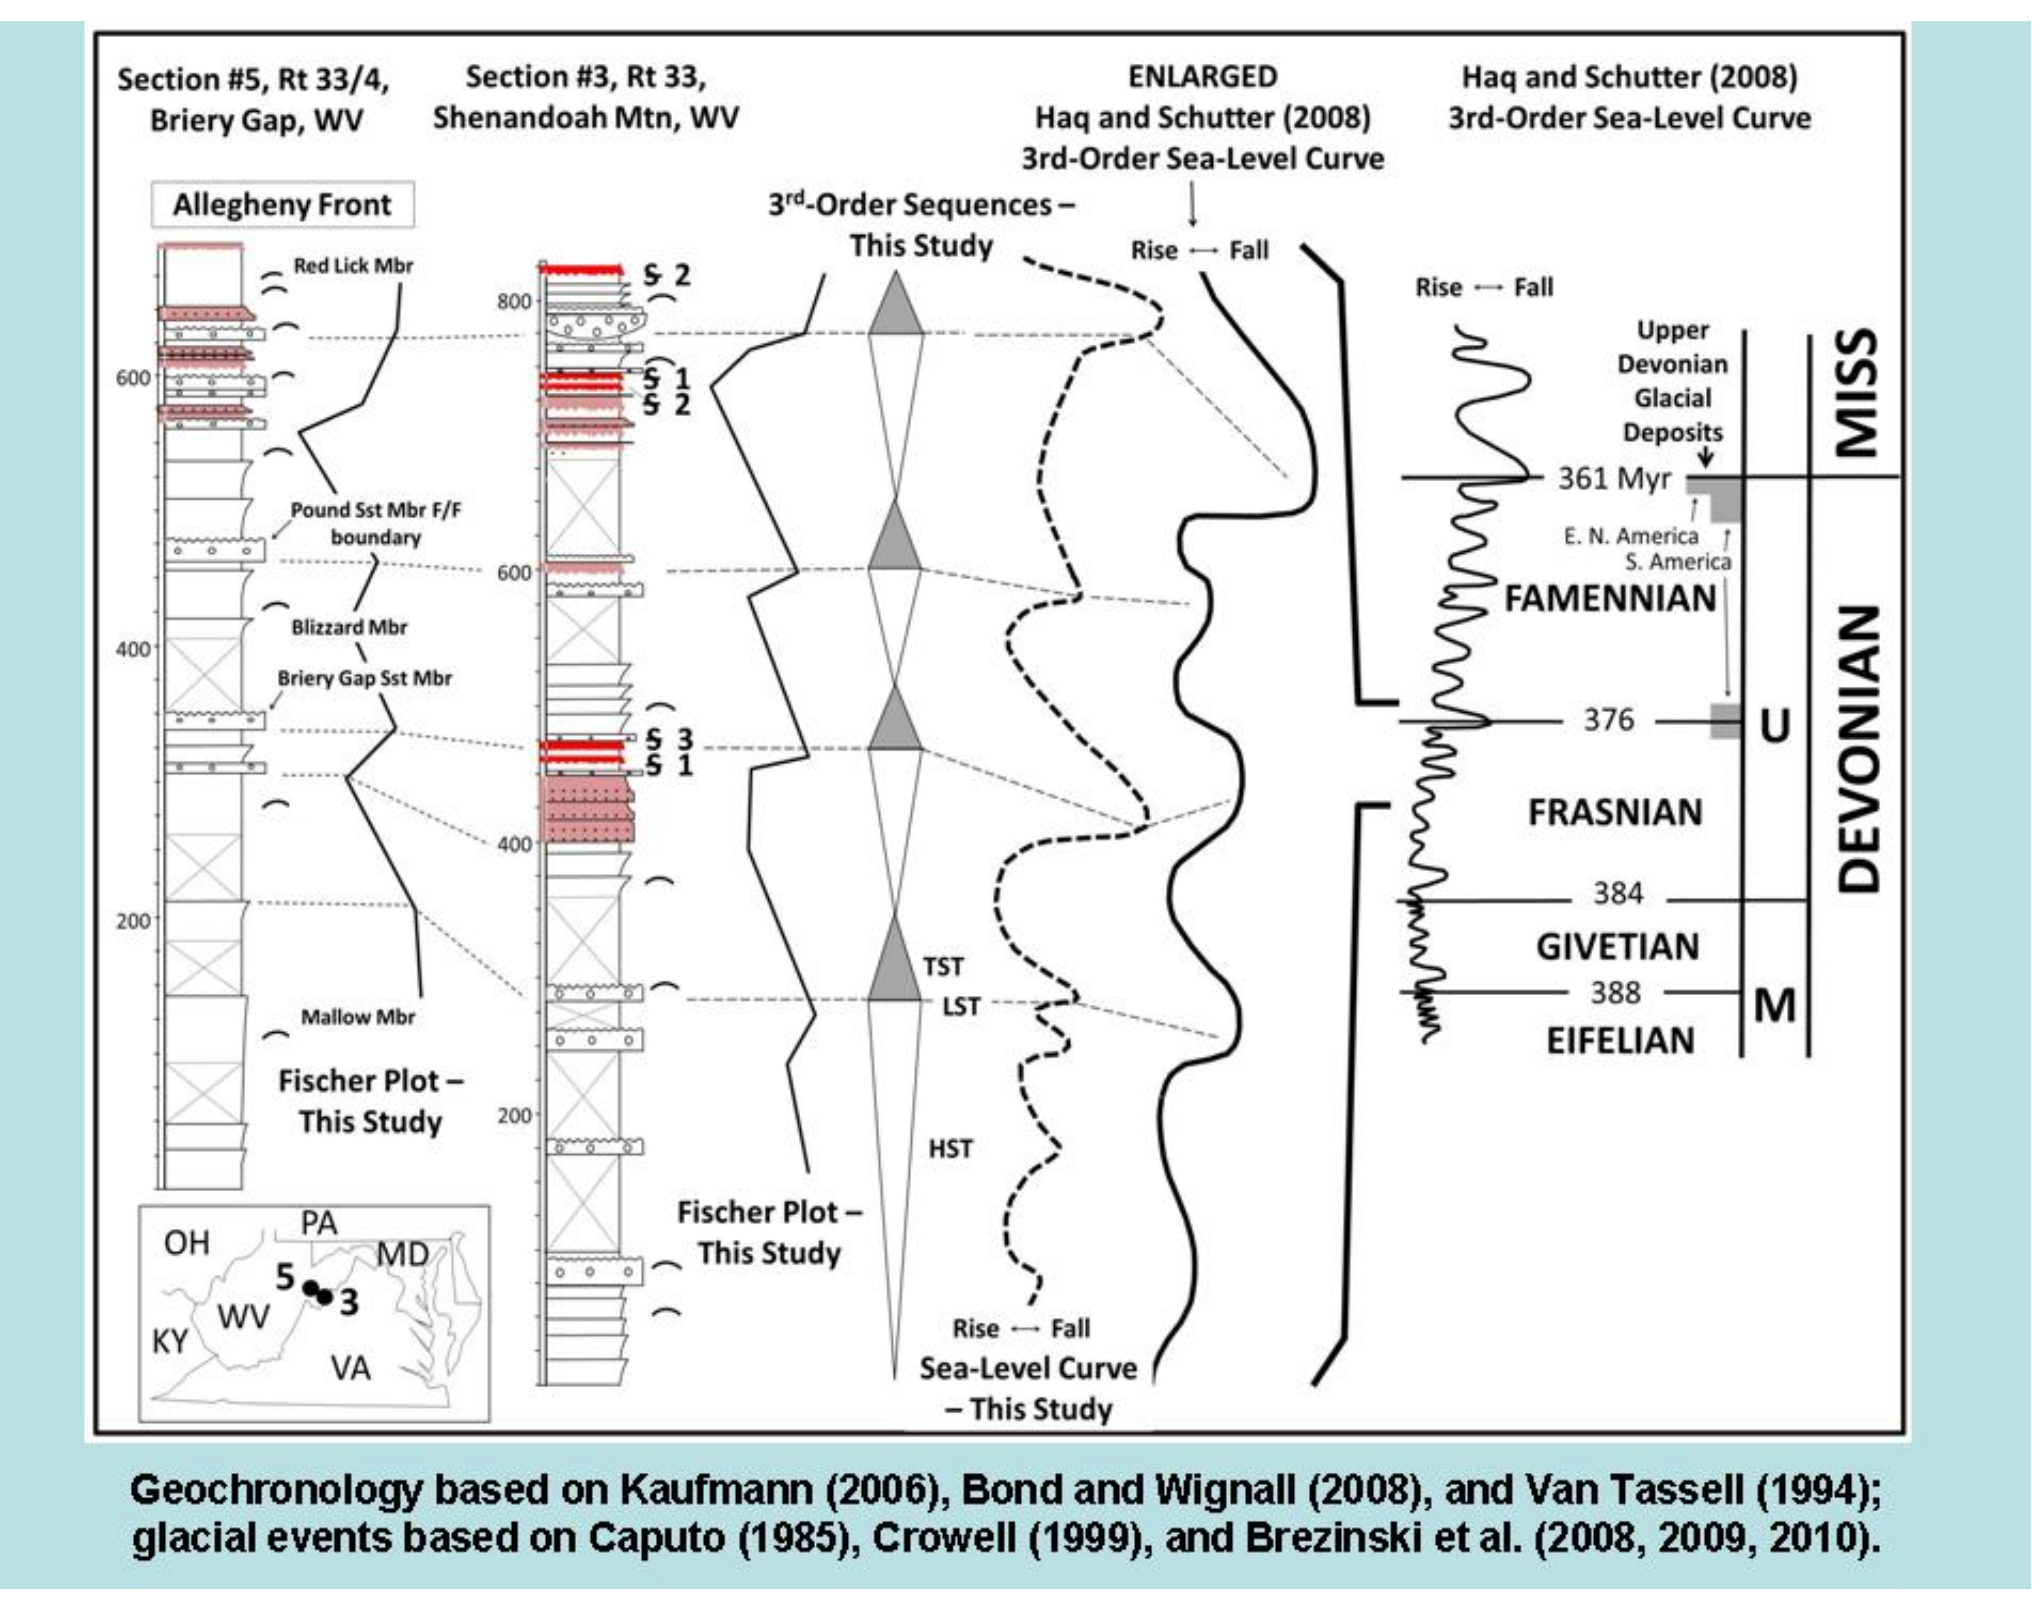 Section #5, Rt 33/4,
Briery Gap, WV
Section #3, Rt 33,
Shenandoah Mtn, WV
ENLARGED
Haq and Schutter (2008)
3rd-Order Sea-Level Curve
Haq and Schutter (2008)
3rd-Order Sea-Level Curve
Allegheny Front
3rd-Order Sequences –
This Study
Rise ↔ Fall
Rise ↔ Fall
Red Lick Mbr
600
Pound Sst Mbr F/F
boundary
Blizzard Mbr
400
Briery Gap Sst Mbr
200
Mallow Mbr
Fischer Plot –
This Study
800
S 2
S 1
S 2
600
S 3
S 1
400
200
Fischer Plot –
This Study
TST
LST
HST
Rise ↔ Fall
Sea-Level Curve
– This Study
Upper
Devonian
Glacial
Deposits
361 Myr
E. N. America
S. America
FAMENNIAN
376
FRASNIAN
384
GIVETIAN
388
EIFELIAN
U
M
MISS
DEVONIAN
OH
PA
MD
5
3
WV
KY
VA
Geochronology based on Kaufmann (2006), Bond and Wignall (2008), and Van Tassell (1994);
glacial events based on Caputo (1985), Crowell (1999), and Brezinski et al. (2008, 2009, 2010).